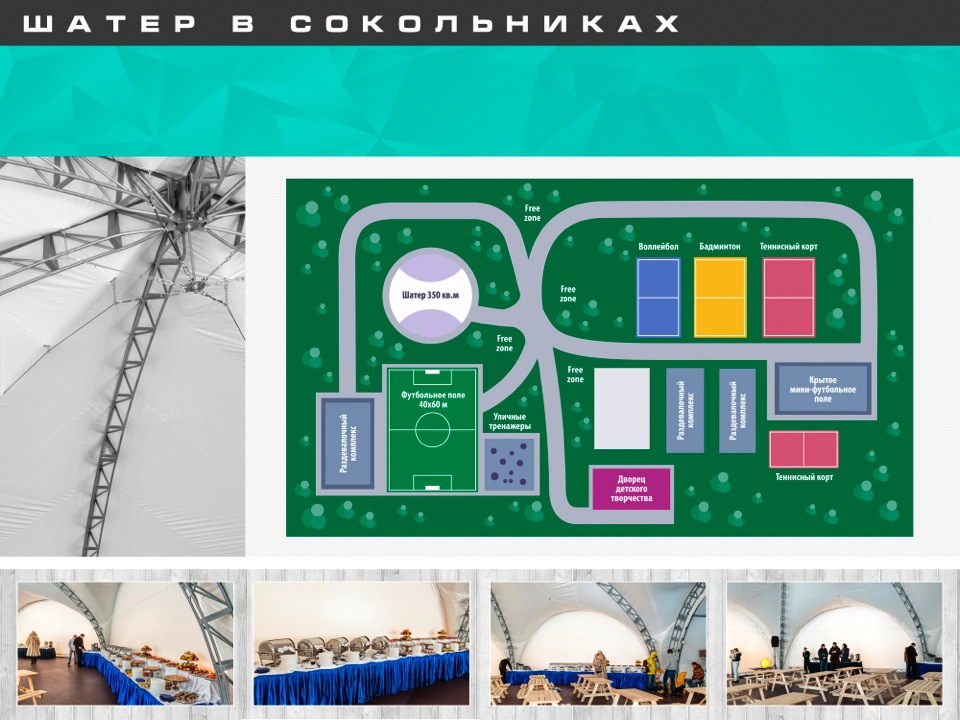 ШАТЕР В СОКОЛЬНИКАХ
Free
zone
Воллейбол
Бадминтон
Теннисный корт
Шатер 350 кв.м
Free
zone
Free
zone
Free
zone
Футбольное поле
40х60 м
Уличные
тренажеры
Раздевалочный
комплекс
Раздевалочный
комплекс
Раздевалочный
комплекс
Крытое
мини-футбольное
поле
Теннисный корт
Дворец
детского
творчества